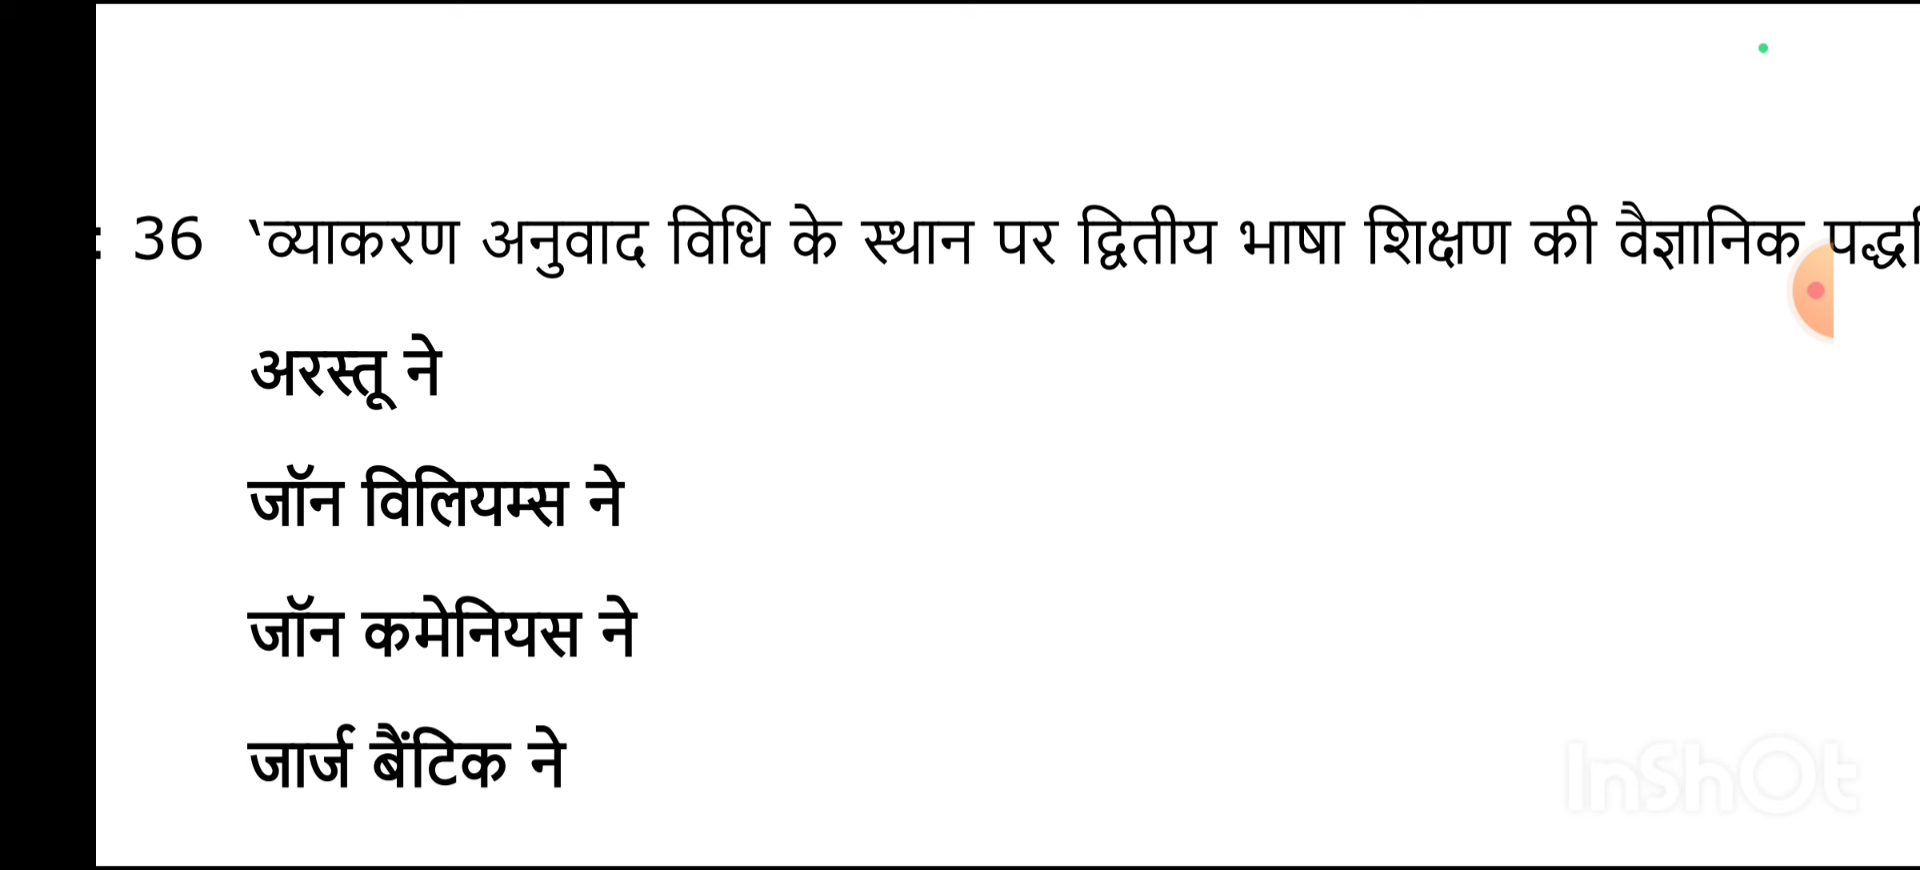 : 36 `व्याकरण अनुवाद विधि के स्थान पर द्वितीय भाषा शिक्षण की वैज्ञानिक
अरस्तू ने
जॉन विलियम्स ने
जॉन कमेनियस ने
जार्ज बैंटिक ने
InShOt